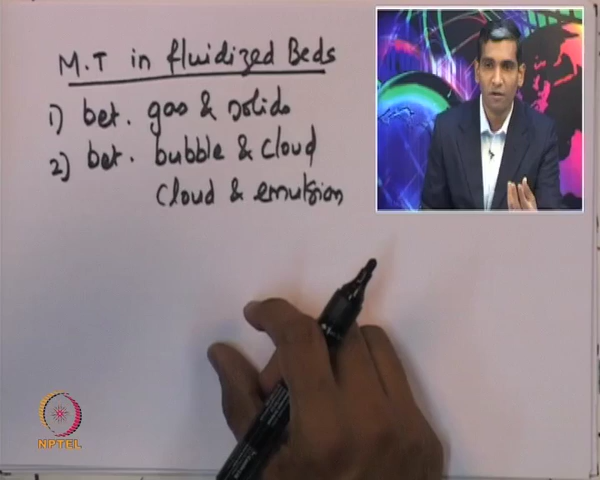 M.T in fluidized Beds
1) bet. gas & solids
2) bet. bubble & cloud
cloud & emulsion
NPTEL